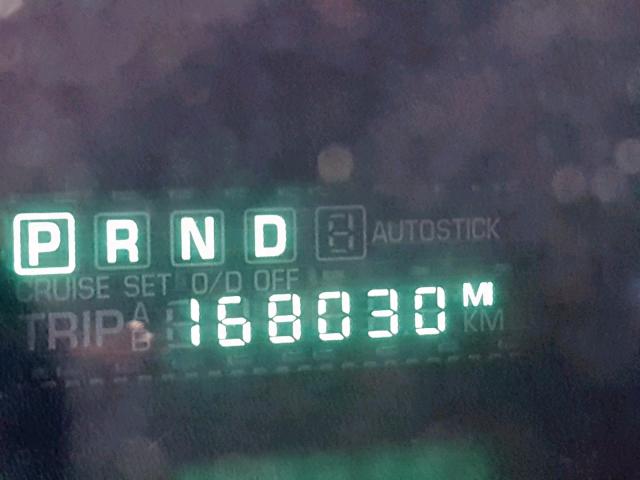 P R N D AUTOSTICK
CRUISE SET O/D OFF
TRIP A B 168030 M KM